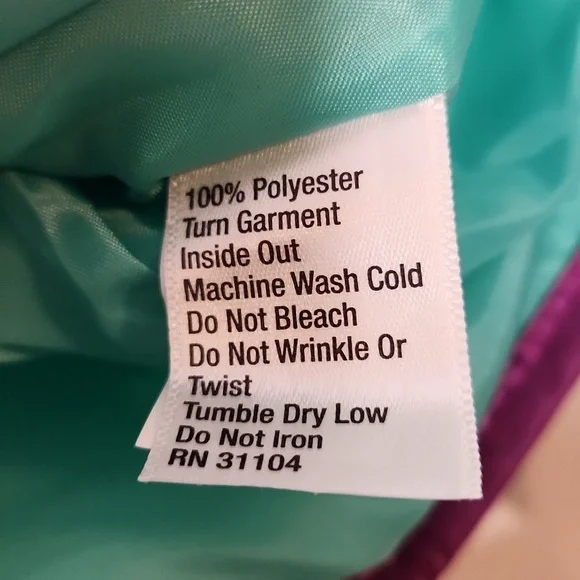 100% Polyester
Turn Garment
Inside Out
Machine Wash Cold
Do Not Bleach
Do Not Wrinkle Or
Twist
Tumble Dry Low
Do Not Iron
RN 31104